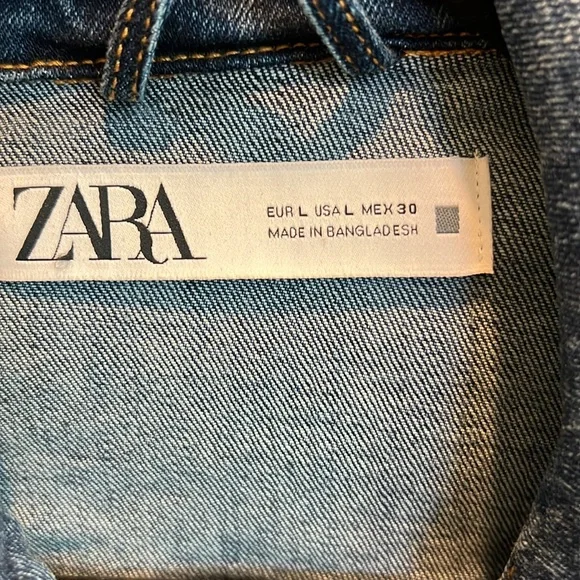 ZARA
EUR L USA L MEX 30
MADE IN BANGLADESH